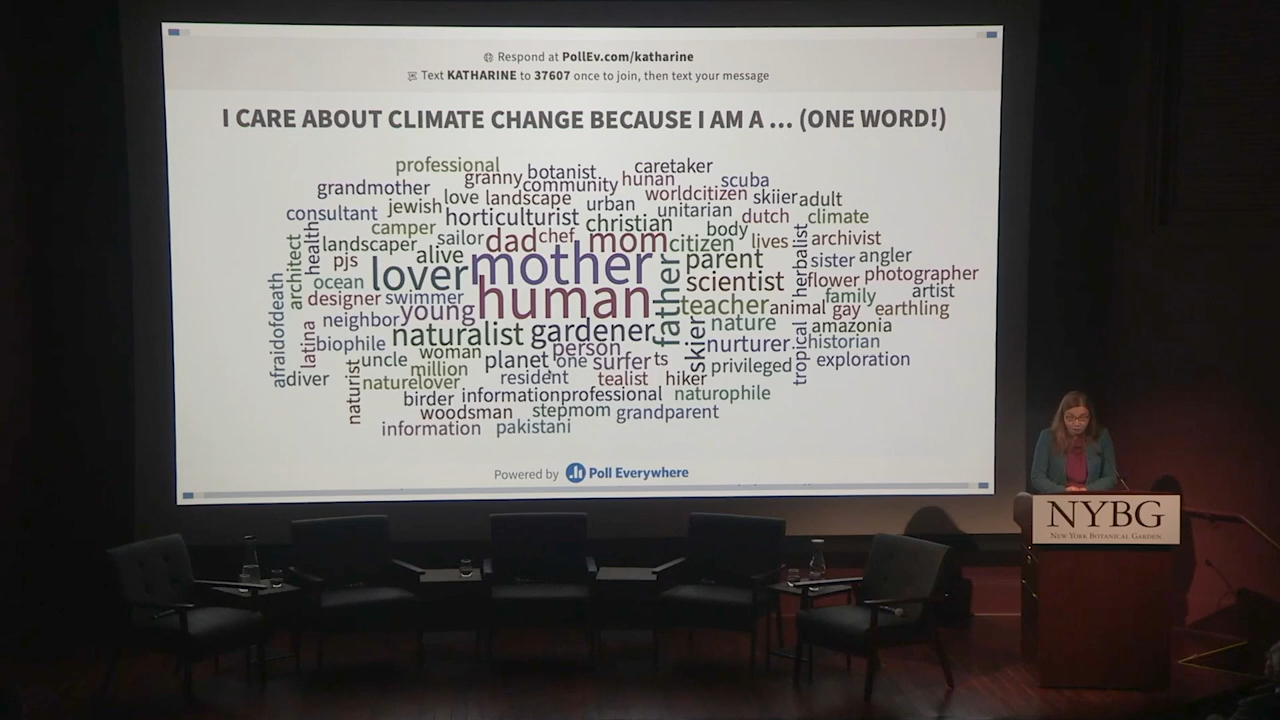 Respond at PollEv.com/katharine
Text KATHARINE to 37607 once to join, then text your message
I CARE ABOUT CLIMATE CHANGE BECAUSE I AM A ... (ONE WORD!)
professional
granny
botanist
caretaker
grandmother
community
hunan
scuba
love
landscape
worldcitizen
skiier
adult
consultant
jewish
urban
unitarian
dutch
climate
horticulturist
christian
camper
body
health
landscaper
sailor
dad
chef
mom
citizen
lives
herbalist
archivist
architect
pjs
alive
mother
father
parent
sister
angler
ocean
lover
scientist
flower
photographer
afraidofdeath
designer
swimmer
human
teacher
animal
family
gay
artist
earthling
neighbor
young
latina
biophile
naturalist
gardener
skier
nature
nurturer
tropical
amazonia
historian
uncle
woman
million
planet
person
one
surfer
ts
privileged
exploration
diver
naturist
naturelover
resident
tealist
hiker
birder
informationprofessional
naturophile
woodsman
stepmom
grandparent
information
pakistani
Powered by Poll Everywhere
NYBG
NEW YORK BOTANICAL GARDEN